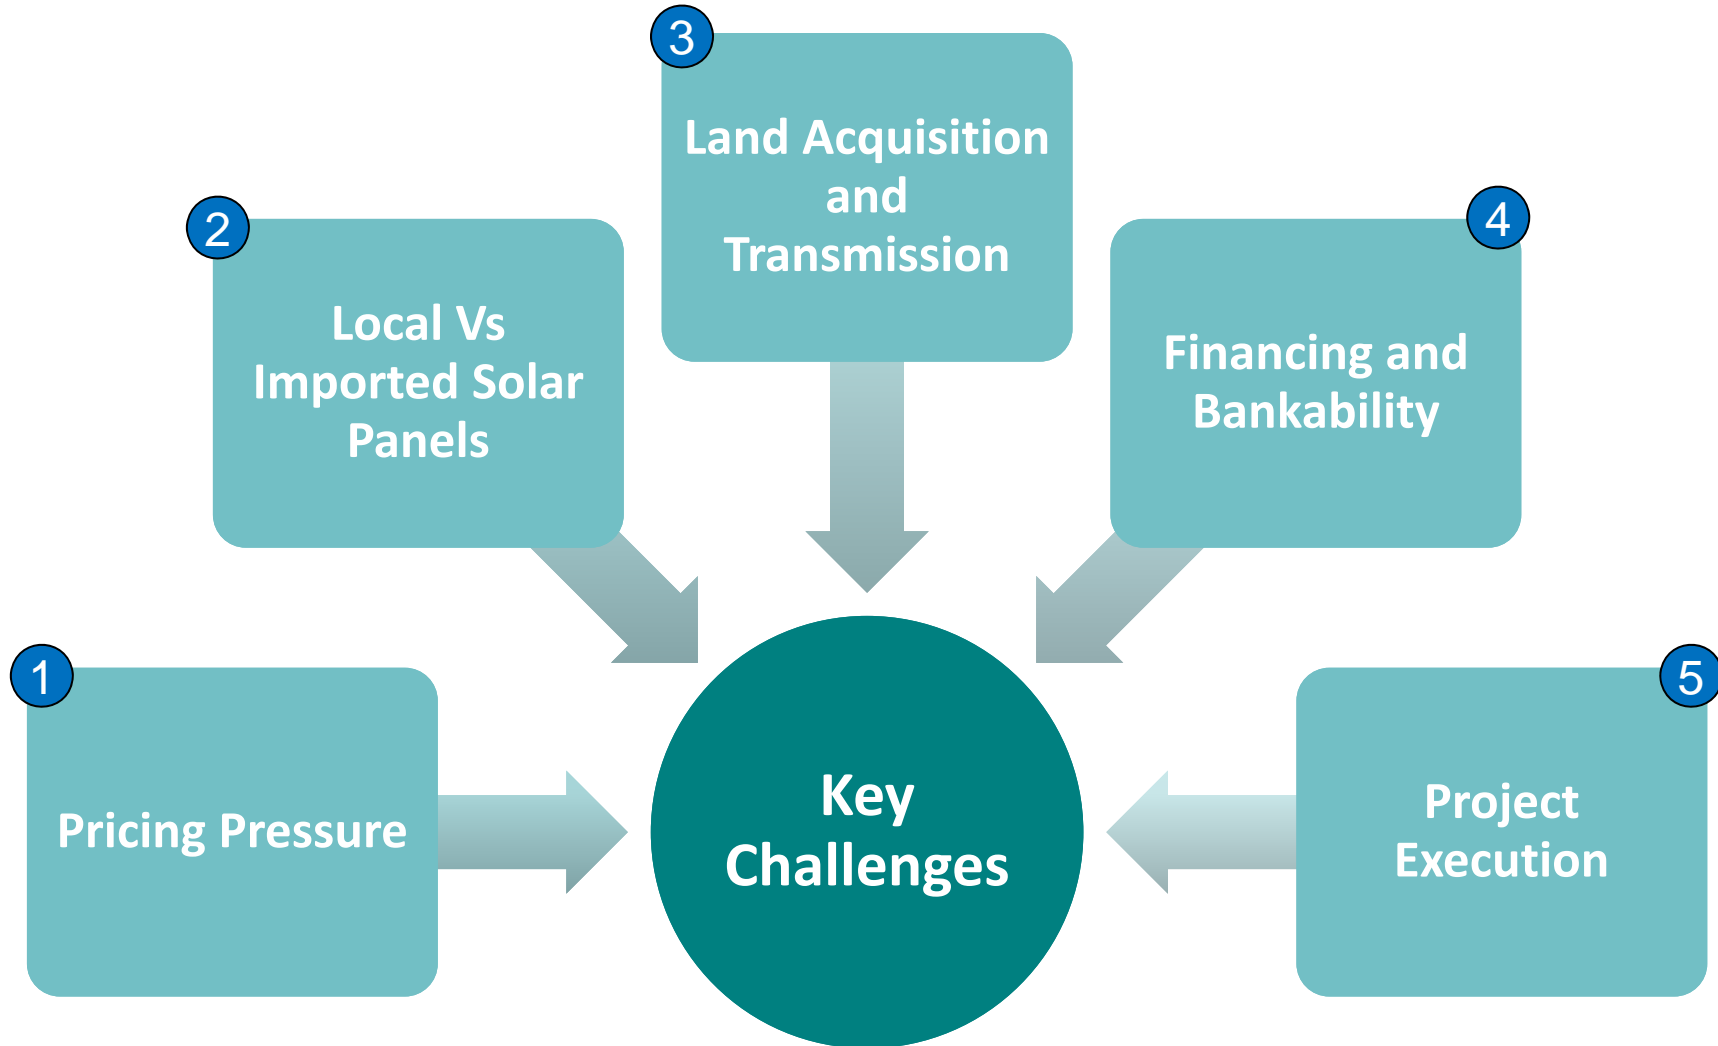 1
Pricing Pressure
2
Local Vs
Imported Solar
Panels
3
Land Acquisition
and
Transmission
4
Financing and
Bankability
5
Project
Execution
Key
Challenges